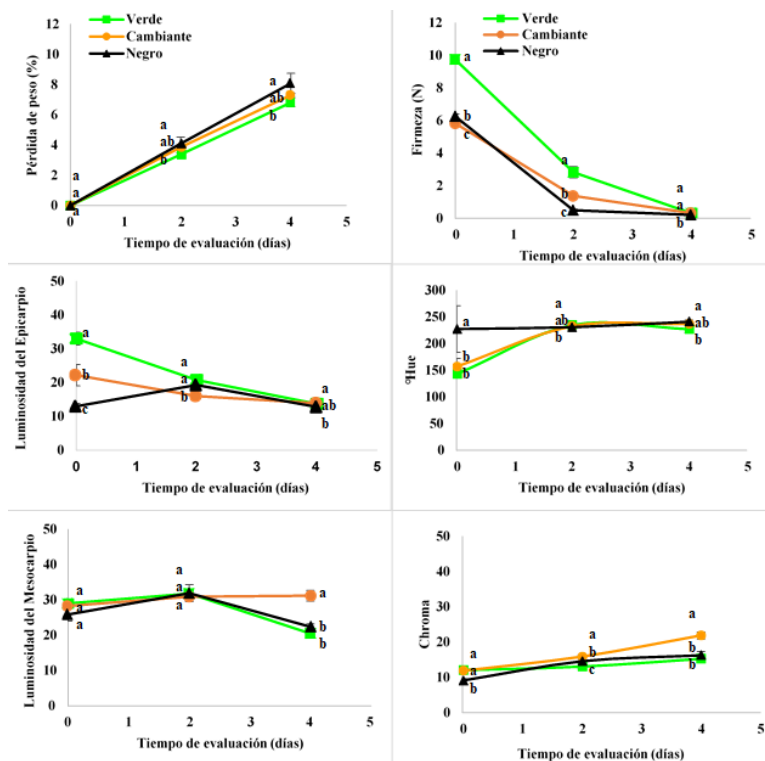 Verde
Cambiante
Negro
Pérdida de peso (%)
12
10
8
6
4
2
0
a
a
a
a
ab
b
a
ab
b
0
1
2
3
4
5
Tiempo de evaluación (días)
Verde
Cambiante
Negro
Firmeza (N)
12
10
8
6
4
2
0
a
b
c
a
b
c
a
a
b
0
1
2
3
4
5
Tiempo de evaluación (días)
Luminosidad del Epicarpio
50
40
30
20
10
0
a
b
c
a
a
b
a
ab
b
0
1
2
3
4
5
Tiempo de evaluación (días)
°Hue
300
250
200
150
100
50
0
a
b
b
a
ab
b
a
ab
b
0
1
2
3
4
5
Tiempo de evaluación (días)
Luminosidad del Mesocarpio
50
40
30
20
10
0
a
a
a
a
a
a
a
b
b
0
1
2
3
4
5
Tiempo de evaluación (días)
Chroma
50
40
30
20
10
0
a
a
b
a
b
c
a
b
b
0
1
2
3
4
5
Tiempo de evaluación (días)